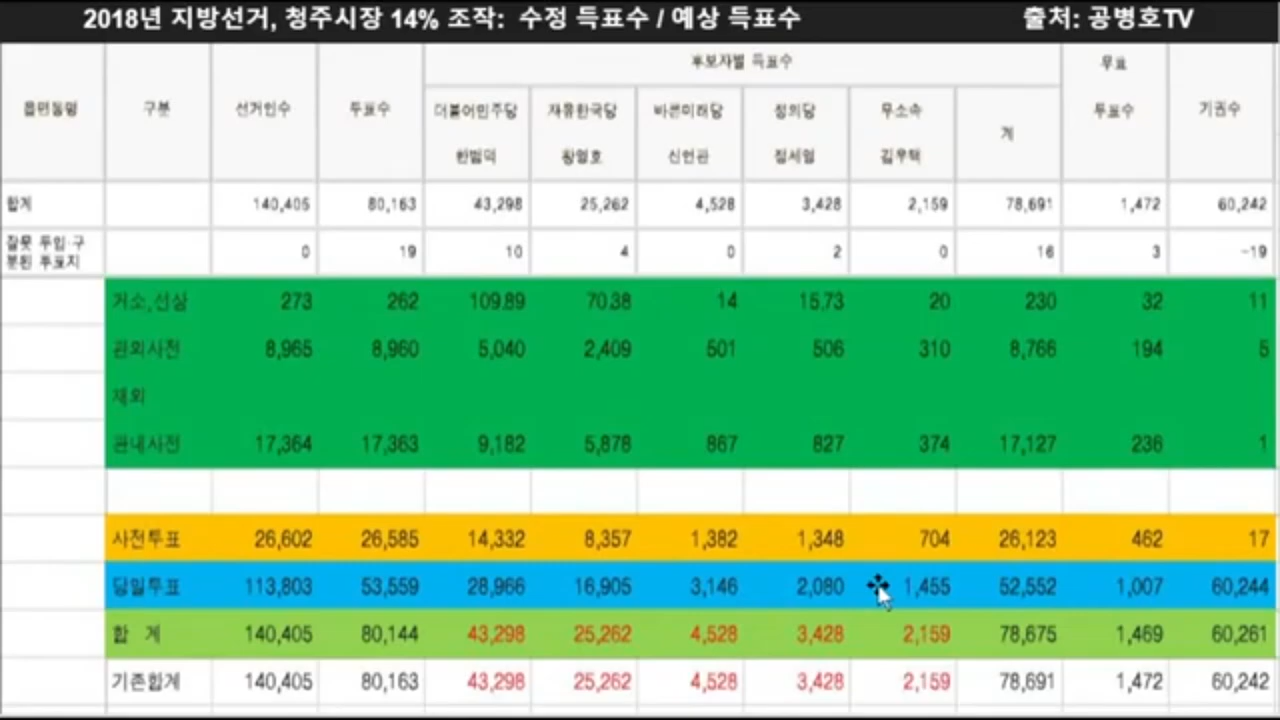 2018년 지방선거, 청주시장 14% 조작: 수정 득표수 / 예상 득표수 출처: 공병호TV
후보자별 득표수 무효
읍면동명 구분 선거인수 투표수 더불어민주당 자유한국당 바른미래당 정의당 무소속 계 투표수 기권수
한범덕 황영호 신언관 정세영 김우택
합계 140,405 80,163 43,298 25,262 4,528 3,428 2,159 78,691 1,472 60,242
잘못 투입·구
분된 투표지 0 19 10 4 0 2 0 16 3 -19
거소,선상 273 262 109.89 70.38 14 15.73 20 230 32 11
관외사전 8,965 8,960 5,040 2,409 501 506 310 8,766 194 5
재외
관내사전 17,364 17,363 9,182 5,878 867 827 374 17,127 236 1
사전투표 26,602 26,585 14,332 8,357 1,382 1,348 704 26,123 462 17
당일투표 113,803 53,559 28,966 16,905 3,146 2,080 1,455 52,552 1,007 60,244
합 계 140,405 80,144 43,298 25,262 4,528 3,428 2,159 78,675 1,469 60,261
기존합계 140,405 80,163 43,298 25,262 4,528 3,428 2,159 78,691 1,472 60,242